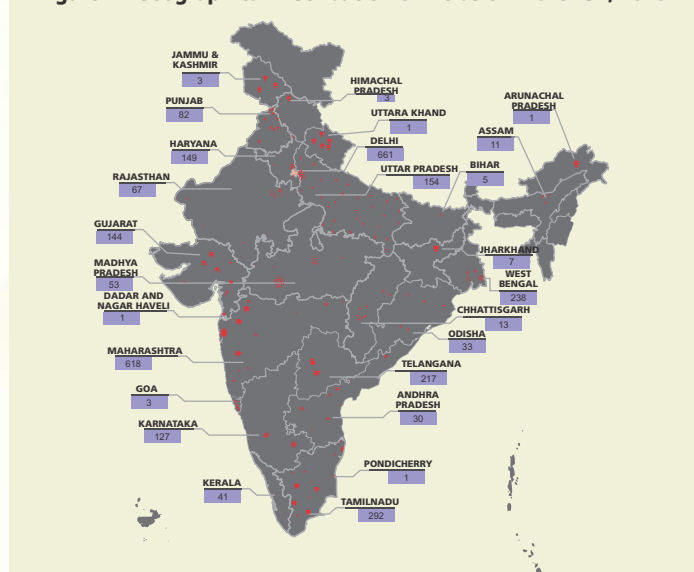 JAMMU &
KASHMIR
3
HIMACHAL
PRADESH
3
PUNJAB
82
ARUNACHAL
PRADESH
1
UTTARA KHAND
1
ASSAM
11
HARYANA
149
DELHI
661
UTTAR PRADESH
154
BIHAR
5
RAJASTHAN
67
GUJARAT
144
JHARKHAND
7
MADHYA
PRADESH
53
WEST
BENGAL
238
DADAR AND
NAGAR HAVELI
1
CHHATTISGARH
13
ODISHA
33
MAHARASHTRA
618
TELANGANA
217
GOA
3
ANDHRA
PRADESH
30
KARNATAKA
127
PONDICHERRY
1
KERALA
41
TAMILNADU
292